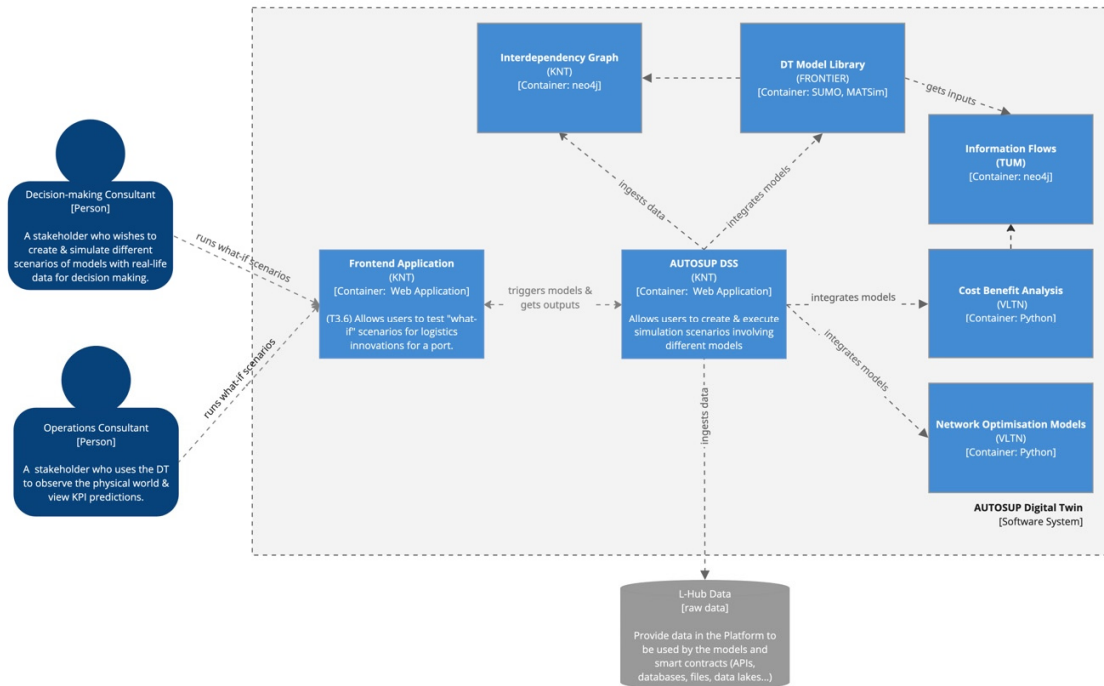 Interdependency Graph
(KNT)
[Container: neo4j]
DT Model Library
(FRONTIER)
[Container: SUMO, MATSim]
gets inputs
Information Flows
(TUM)
[Container: neo4j]
Decision-making Consultant
[Person]
A stakeholder who wishes to
create & simulate different
scenarios of models with real-life
data for decision making.
runs what-if scenarios
ingests data
integrates models
Frontend Application
(KNT)
[Container:  Web Application]
(T3.6) Allows users to test "what-
if" scenarios for logistics
innovations for a port.
triggers models &
gets outputs
AUTOSUP DSS
(KNT)
[Container: Web Application]
Allows users to create & execute
simulation scenarios involving
different models
integrates models
Cost Benefit Analysis
(VLTN)
[Container: Python]
integrates models
runs what-if scenarios
Operations Consultant
[Person]
A  stakeholder who uses the DT
to observe the physical world &
view KPI predictions.
ingests data
Network Optimisation Models
(VLTN)
[Container: Python]
AUTOSUP Digital Twin
[Software System]
L-Hub Data
[raw data]
Provide data in the Platform to
be used by the models and
smart contracts (APIs,
databases, files, data lakes...)